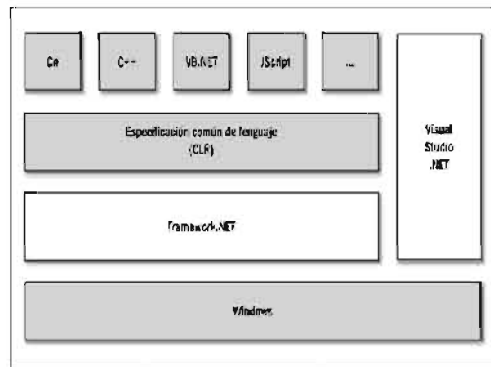 C#
C++
VB.NET
JScript
...
Especificación común de lenguaje
(CLR)
Visual
Studio
.NET
Framework.NET
Windows